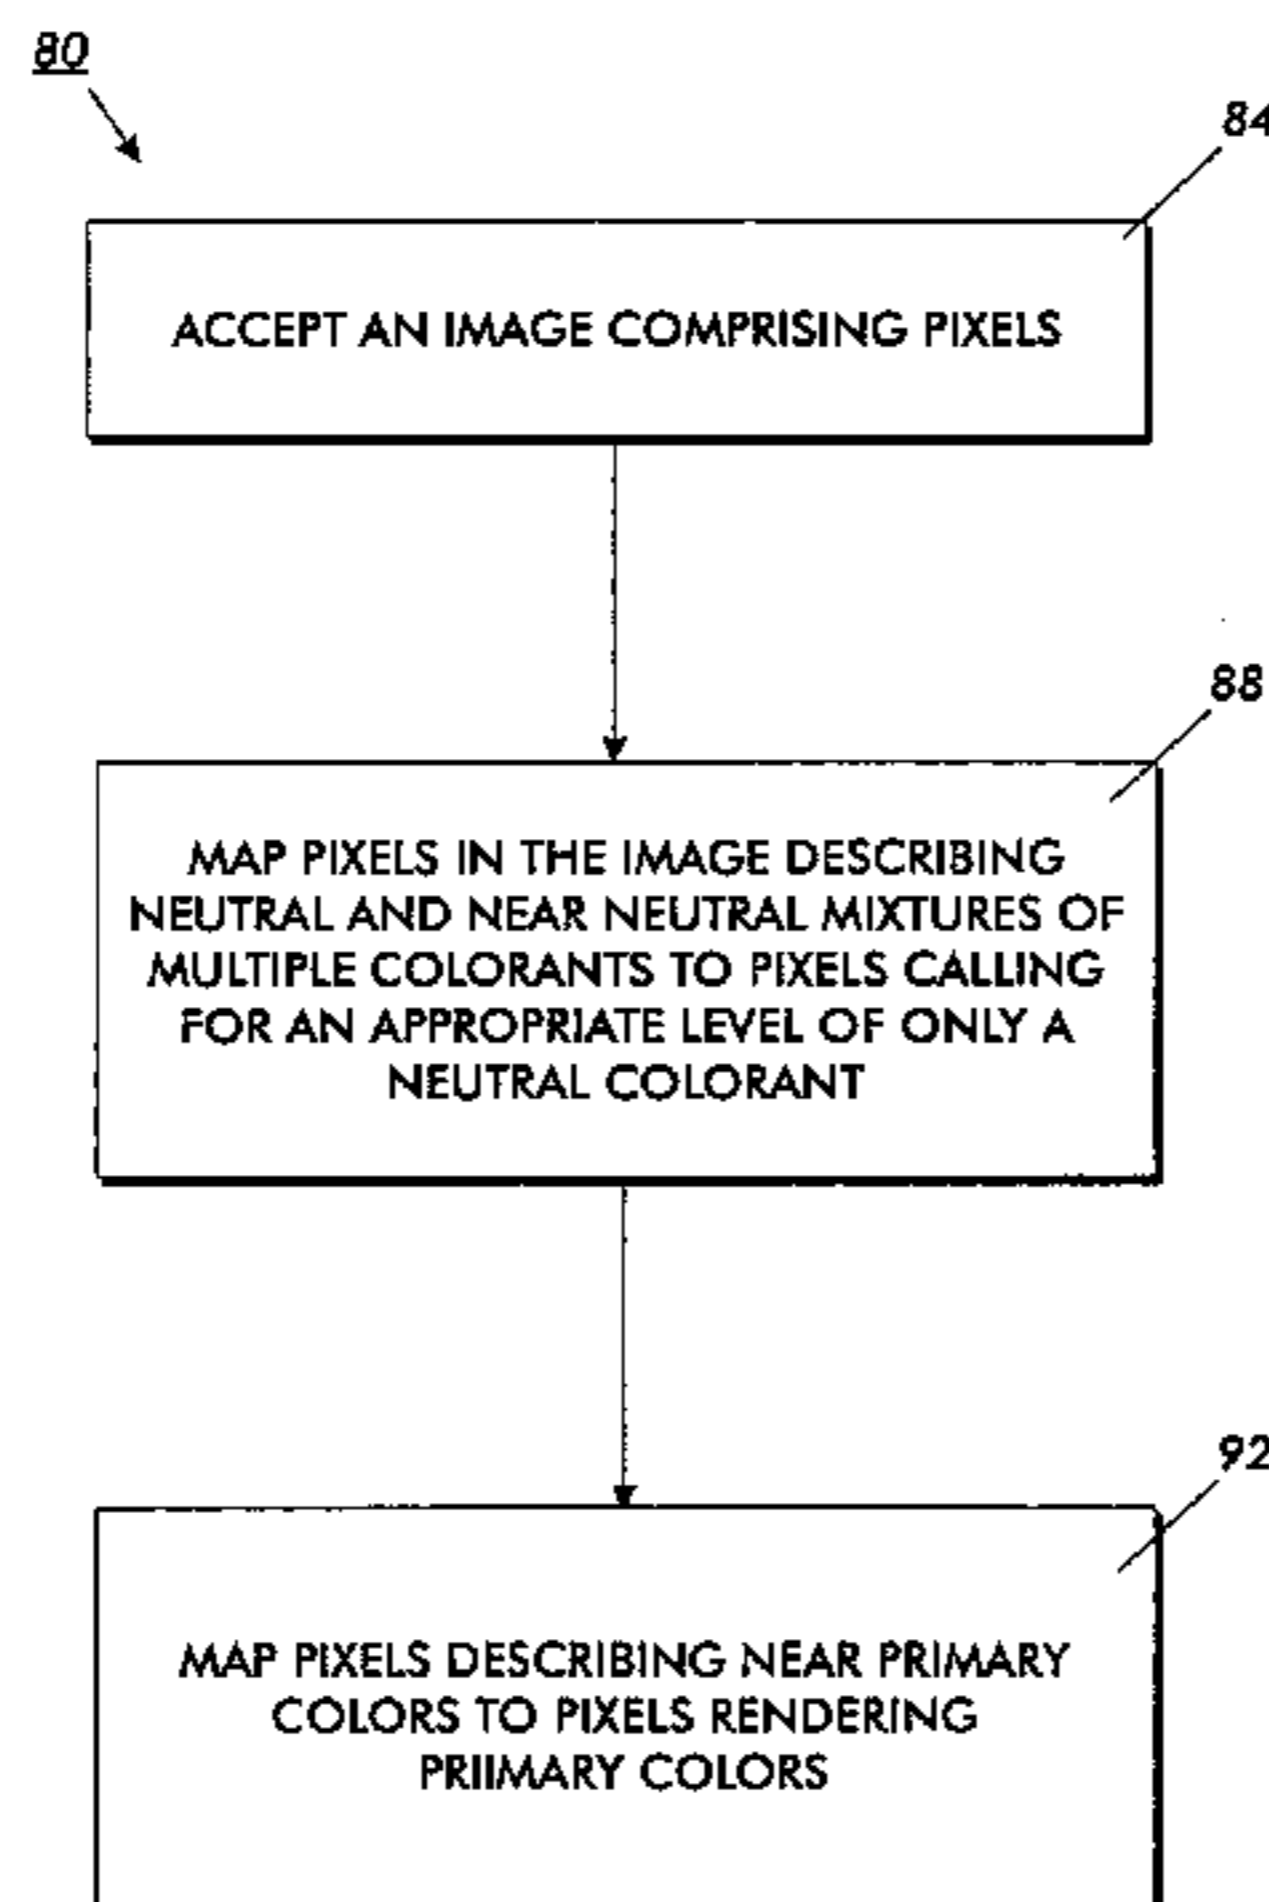 80
84
ACCEPT AN IMAGE COMPRISING PIXELS
88
MAP PIXELS IN THE IMAGE DESCRIBING
NEUTRAL AND NEAR NEUTRAL MIXTURES OF
MULTIPLE COLORANTS TO PIXELS CALLING
FOR AN APPROPRIATE LEVEL OF ONLY A
NEUTRAL COLORANT
92
MAP PIXELS DESCRIBING NEAR PRIMARY
COLORS TO PIXELS RENDERING
PRIIMARY COLORS